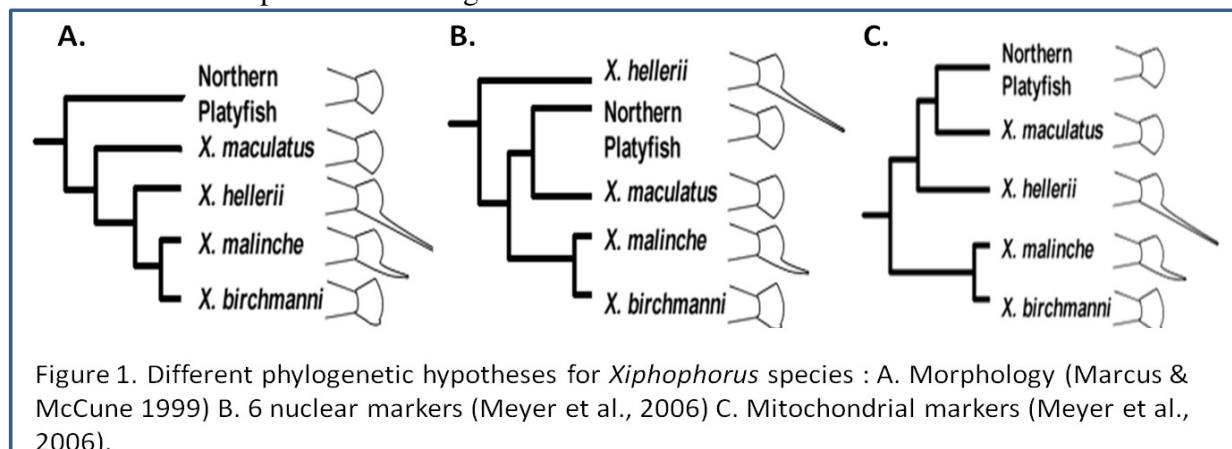 A.
Northern
Platyfish
X. maculatus
X. hellerii
X. malinche
X. birchmanni
B.
X. hellerii
Northern
Platyfish
X. maculatus
X. malinche
X. birchmanni
C.
Northern
Platyfish
X. maculatus
X. hellerii
X. malinche
X. birchmanni
Figure 1. Different phylogenetic hypotheses for Xiphophorus species : A. Morphology (Marcus &
McCune 1999) B. 6 nuclear markers (Meyer et al., 2006) C. Mitochondrial markers (Meyer et al.,
2006).